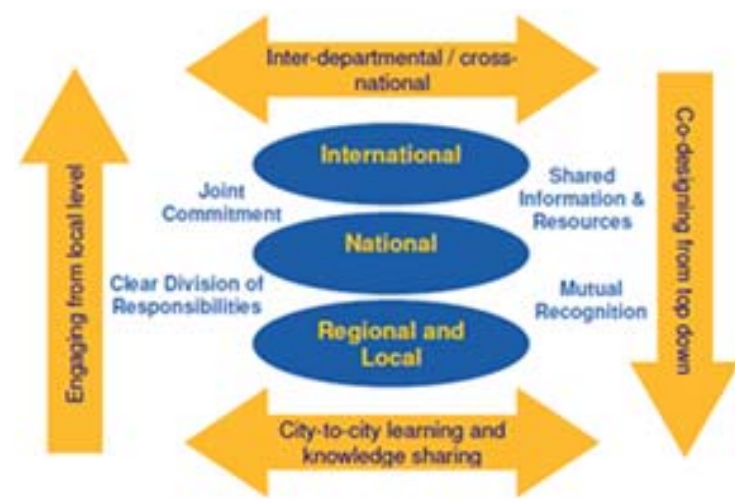 Inter-departmental / cross-
national
Engaging from local level
International
Joint
Commitment
Shared
Information &
Resources
National
Clear Division of
Responsibilities
Mutual
Recognition
Regional and
Local
Co-designing from top down
City-to-city learning and
knowledge sharing